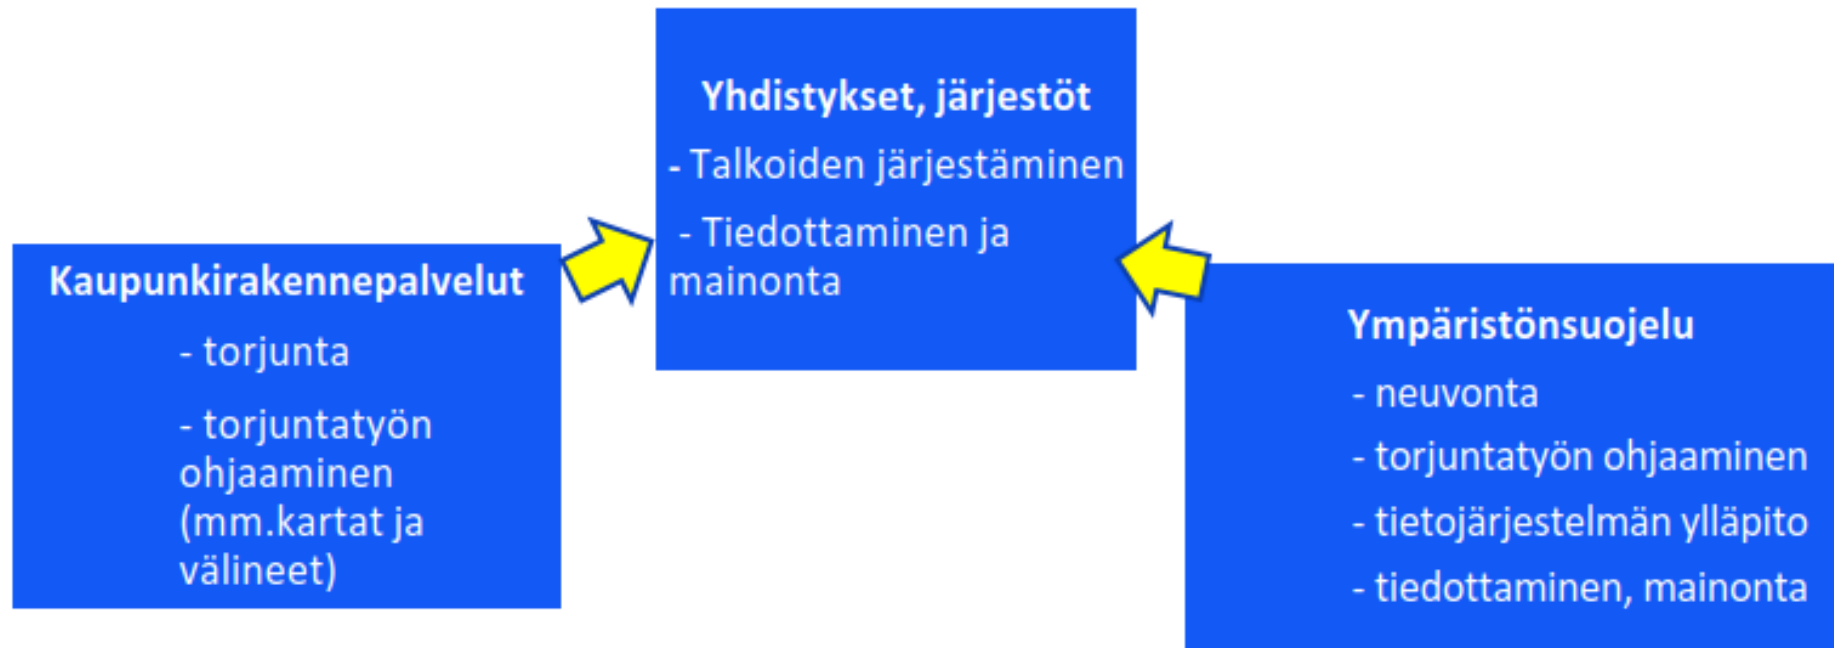 Yhdistykset, järjestöt
- Talkoiden järjestäminen
- Tiedottaminen ja
mainonta
Kaupunkirakennepalvelut
- torjunta
- torjuntatyön
ohjaaminen
(mm.kartat ja
välineet)
Ympäristönsuojelu
- neuvonta
- torjuntatyön ohjaaminen
- tietojärjestelmän ylläpito
- tiedottaminen, mainonta